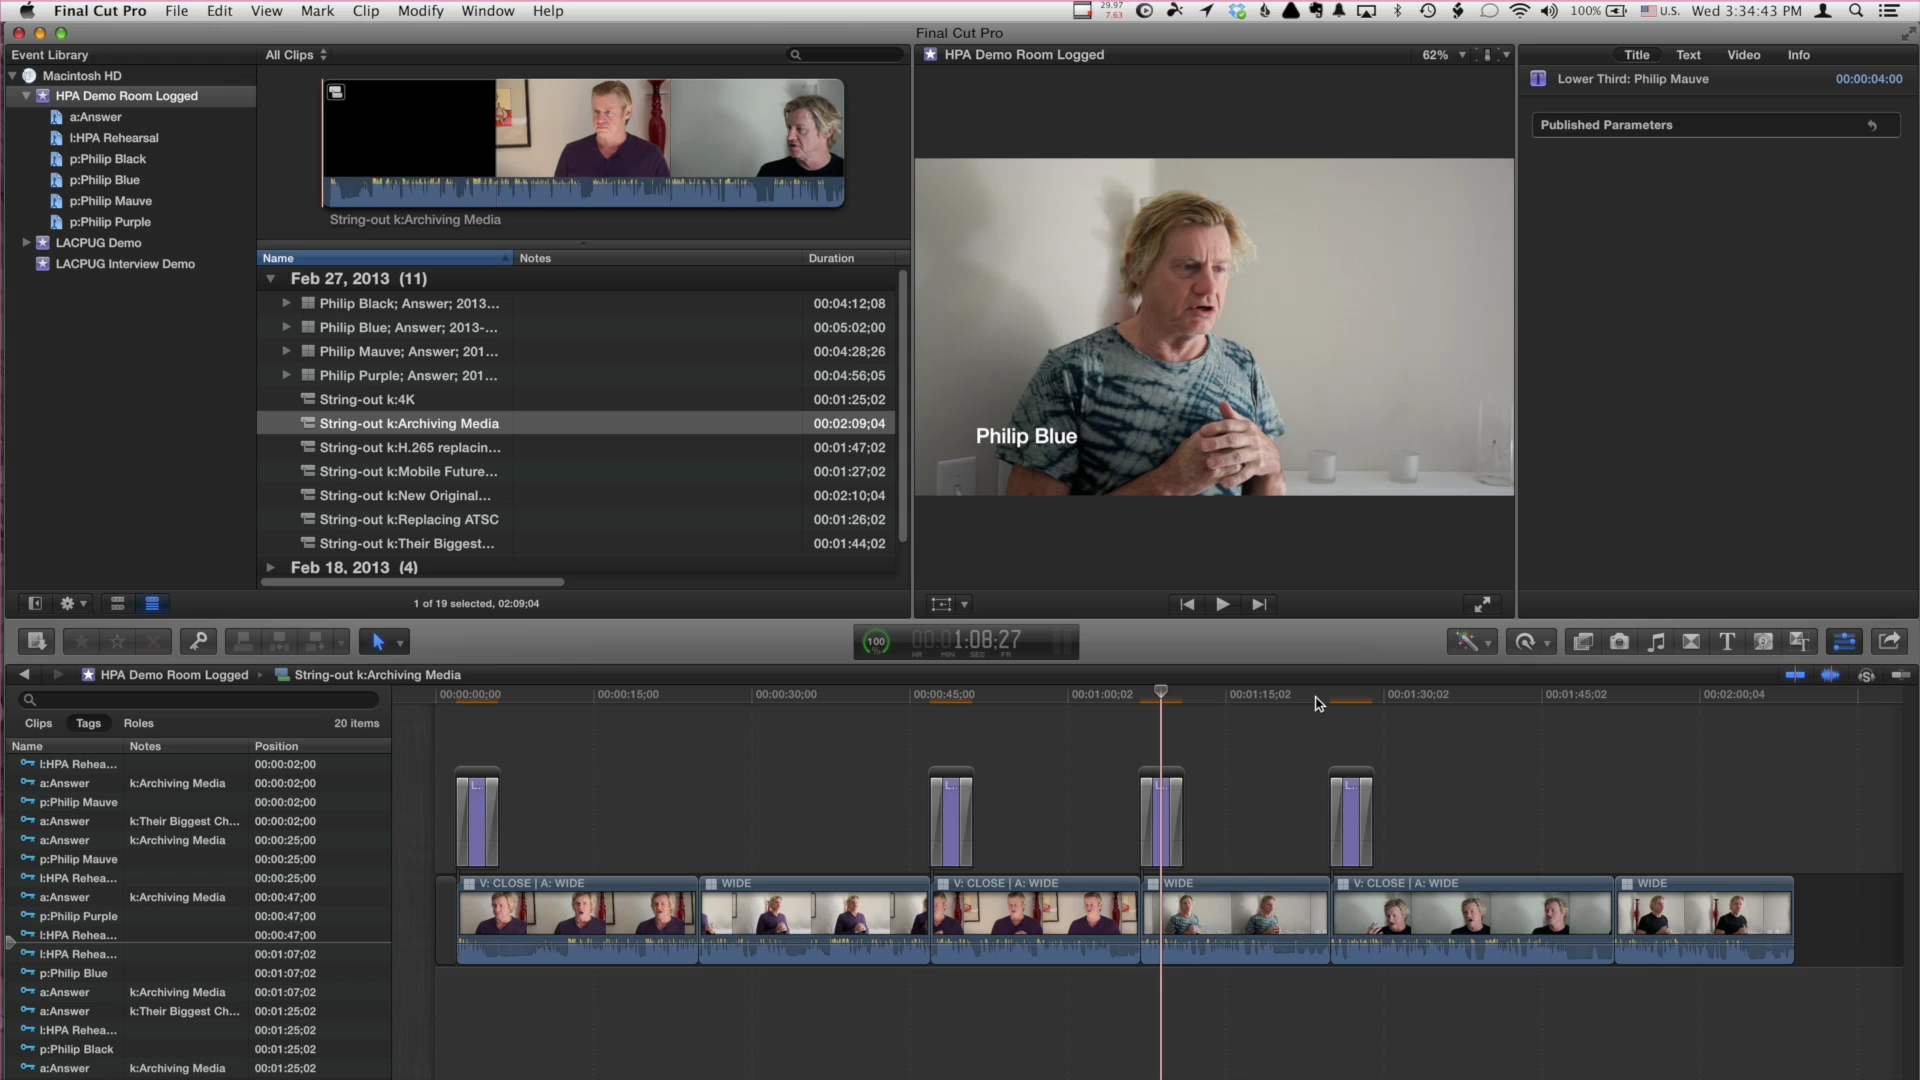 Final Cut Pro File Edit View Mark Clip Modify Window Help 29.97 7.63 100% U.S. Wed 3:34:43 PM
Final Cut Pro
Event Library
Macintosh HD
HPA Demo Room Logged
a:Answer
l:HPA Rehearsal
p:Philip Black
p:Philip Blue
p:Philip Mauve
p:Philip Purple
LACPUG Demo
LACPUG Interview Demo
All Clips
String-out k:Archiving Media
Name Notes Duration
Feb 27, 2013 (11)
Philip Black; Answer; 2013... 00:04:12;08
Philip Blue; Answer; 2013-... 00:05:02;00
Philip Mauve; Answer; 201... 00:04:28;26
Philip Purple; Answer; 201... 00:04:56;05
String-out k:4K 00:01:25;02
String-out k:Archiving Media 00:02:09;04
String-out k:H.265 replacin... 00:01:47;02
String-out k:Mobile Future... 00:01:27;02
String-out k:New Original... 00:02:10;04
String-out k:Replacing ATSC 00:01:26;02
String-out k:Their Biggest... 00:01:44;02
Feb 18, 2013 (4)
1 of 19 selected, 02:09;04
HPA Demo Room Logged 62%
Philip Blue
Title Text Video Info
Lower Third: Philip Mauve 00:00:04:00
Published Parameters
100 % 00:01:08;27
HR MIN SEC FR
HPA Demo Room Logged String-out k:Archiving Media
Clips Tags Roles 20 items
Name Notes Position
l:HPA Rehea... 00:00:02;00
a:Answer k:Archiving Media 00:00:02;00
p:Philip Mauve 00:00:02;00
a:Answer k:Their Biggest Ch... 00:00:02;00
a:Answer k:Archiving Media 00:00:25;00
p:Philip Mauve 00:00:25;00
l:HPA Rehea... 00:00:25;00
a:Answer k:Archiving Media 00:00:47;00
p:Philip Purple 00:00:47;00
l:HPA Rehea... 00:00:47;00
l:HPA Rehea... 00:01:07;02
p:Philip Blue 00:01:07;02
a:Answer k:Archiving Media 00:01:07;02
a:Answer k:Their Biggest Ch... 00:01:25;02
l:HPA Rehea... 00:01:25;02
p:Philip Black 00:01:25;02
a:Answer k:Archiving Media 00:01:25;02
00:00:00;00 00:00:15;00 00:00:30;00 00:00:45;00 00:01:00;02 00:01:15;02 00:01:30;02 00:01:45;02 00:02:00;04
L.. L.. L.. L..
V: CLOSE | A: WIDE WIDE V: CLOSE | A: WIDE WIDE V: CLOSE | A: WIDE WIDE